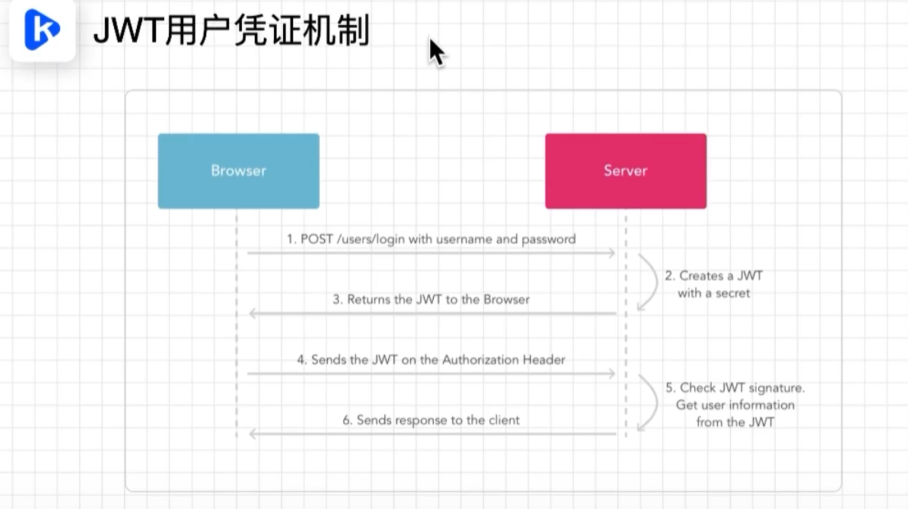 JWT用户凭证机制
Browser
Server
1. POST /users/login with username and password
2. Creates a JWT
with a secret
3. Returns the JWT to the Browser
4. Sends the JWT on the Authorization Header
5. Check JWT signature.
Get user information
from the JWT
6. Sends response to the client